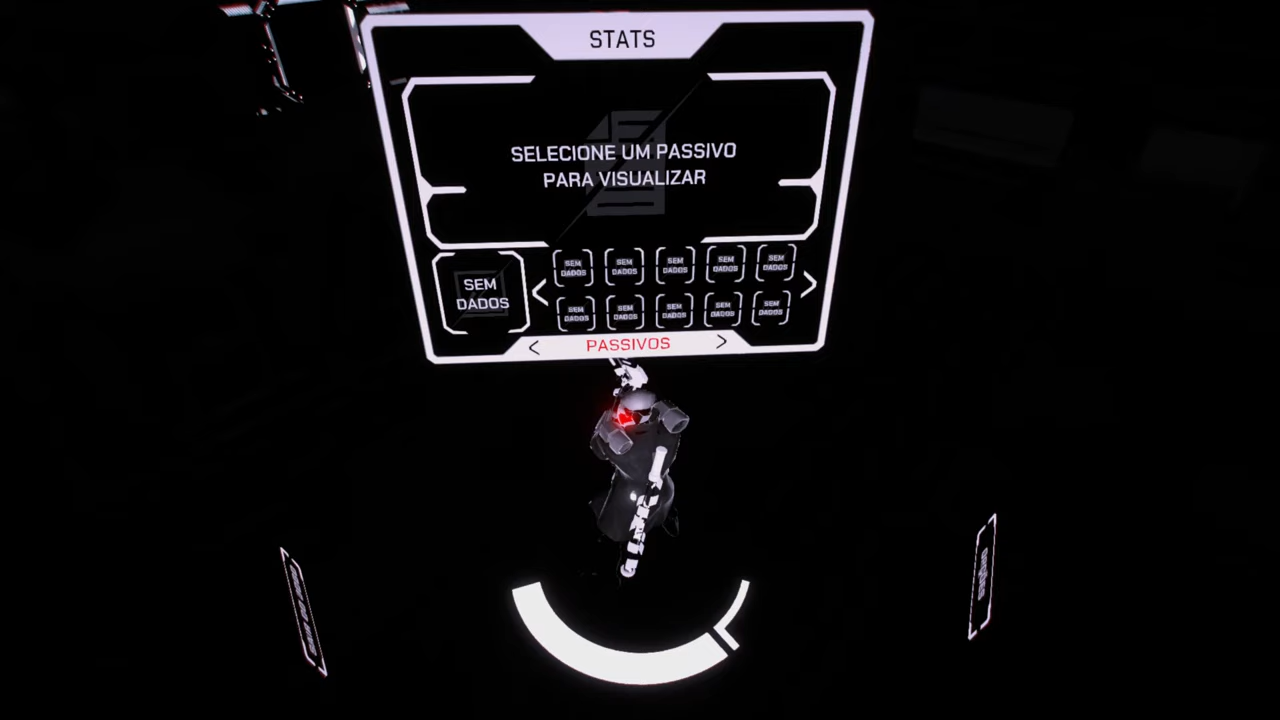 STATS
SELECIONE UM PASSIVO
PARA VISUALIZAR
SEM
DADOS
SEM
DADOS
SEM
DADOS
SEM
DADOS
SEM
DADOS
SEM
DADOS
SEM
DADOS
SEM
DADOS
SEM
DADOS
SEM
DADOS
SEM
DADOS
PASSIVOS